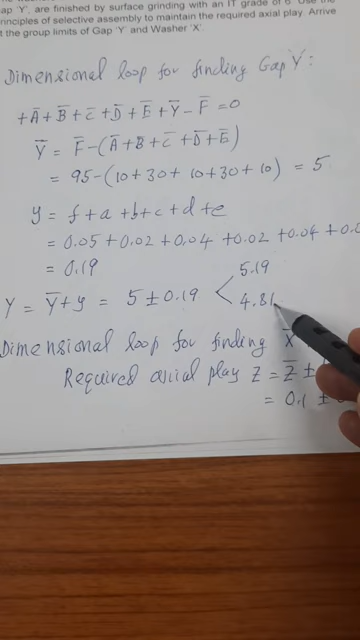 ap 'Y', are finished by surface grinding with an IT grade of 6. Use the
rinciples of selective assembly to maintain the required axial play. Arrive
t the group limits of Gap 'Y' and Washer 'X'.
Dimensional loop for finding Gap Y:
+Ā+B̄+C̄+D̄+Ē+Ȳ-F̄=0
Ȳ = F̄-(Ā+B̄+C̄+D̄+Ē)
= 95-(10+30+10+30+10) = 5
y = f+a+b+c+d+e
= 0.05+0.02+0.04+0.02+0.04+0.0
= 0.19
Y = Ȳ+y = 5±0.19 < 5.19
4.81
Dimensional loop for finding X̄
Required axial play Z = Z̄ ±
= 0.1 ±